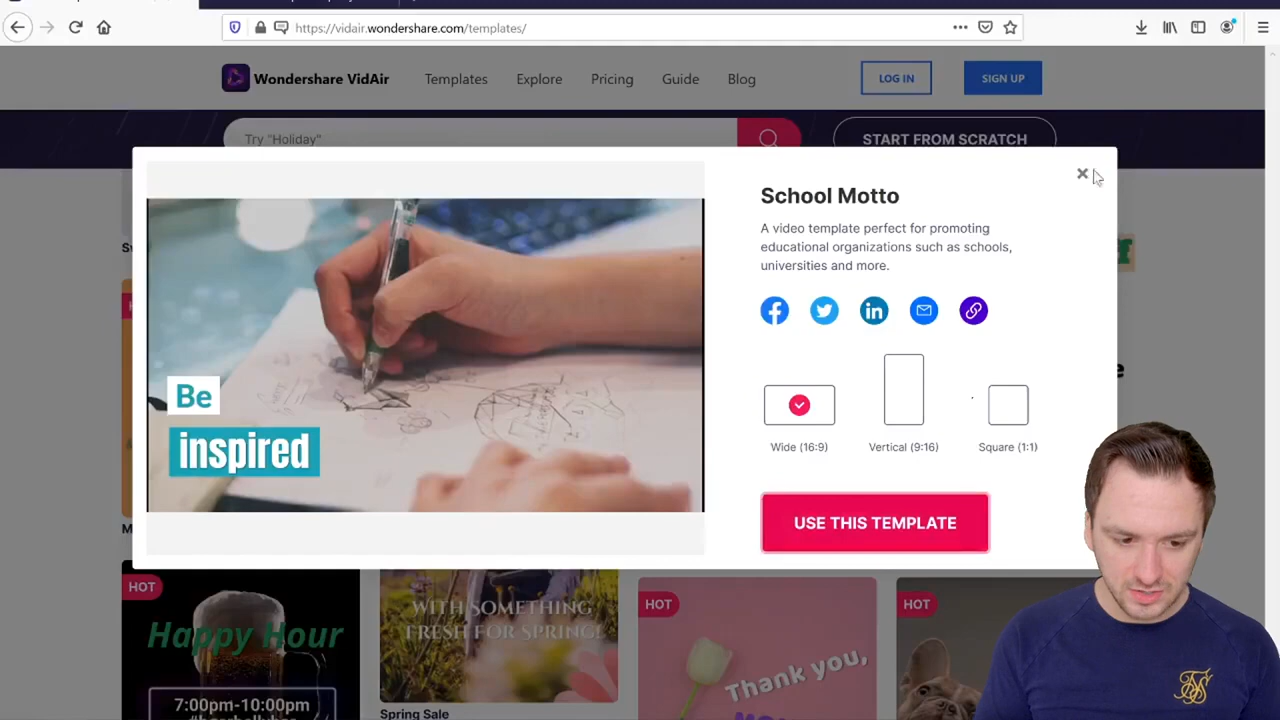 https://vidair.wondershare.com/templates/
Wondershare VidAir
Templates
Explore
Pricing
Guide
Blog
LOG IN
SIGN UP
Try "Holiday"
START FROM SCRATCH
School Motto
A video template perfect for promoting
educational organizations such as schools,
universities and more.
Be
inspired
Wide (16:9)
Vertical (9:16)
Square (1:1)
USE THIS TEMPLATE
HOT
Happy Hour
7:00pm-10:00pm
WITH SOMETHING
FRESH FOR SPRING!
Spring Sale
HOT
Thank you,
HOT